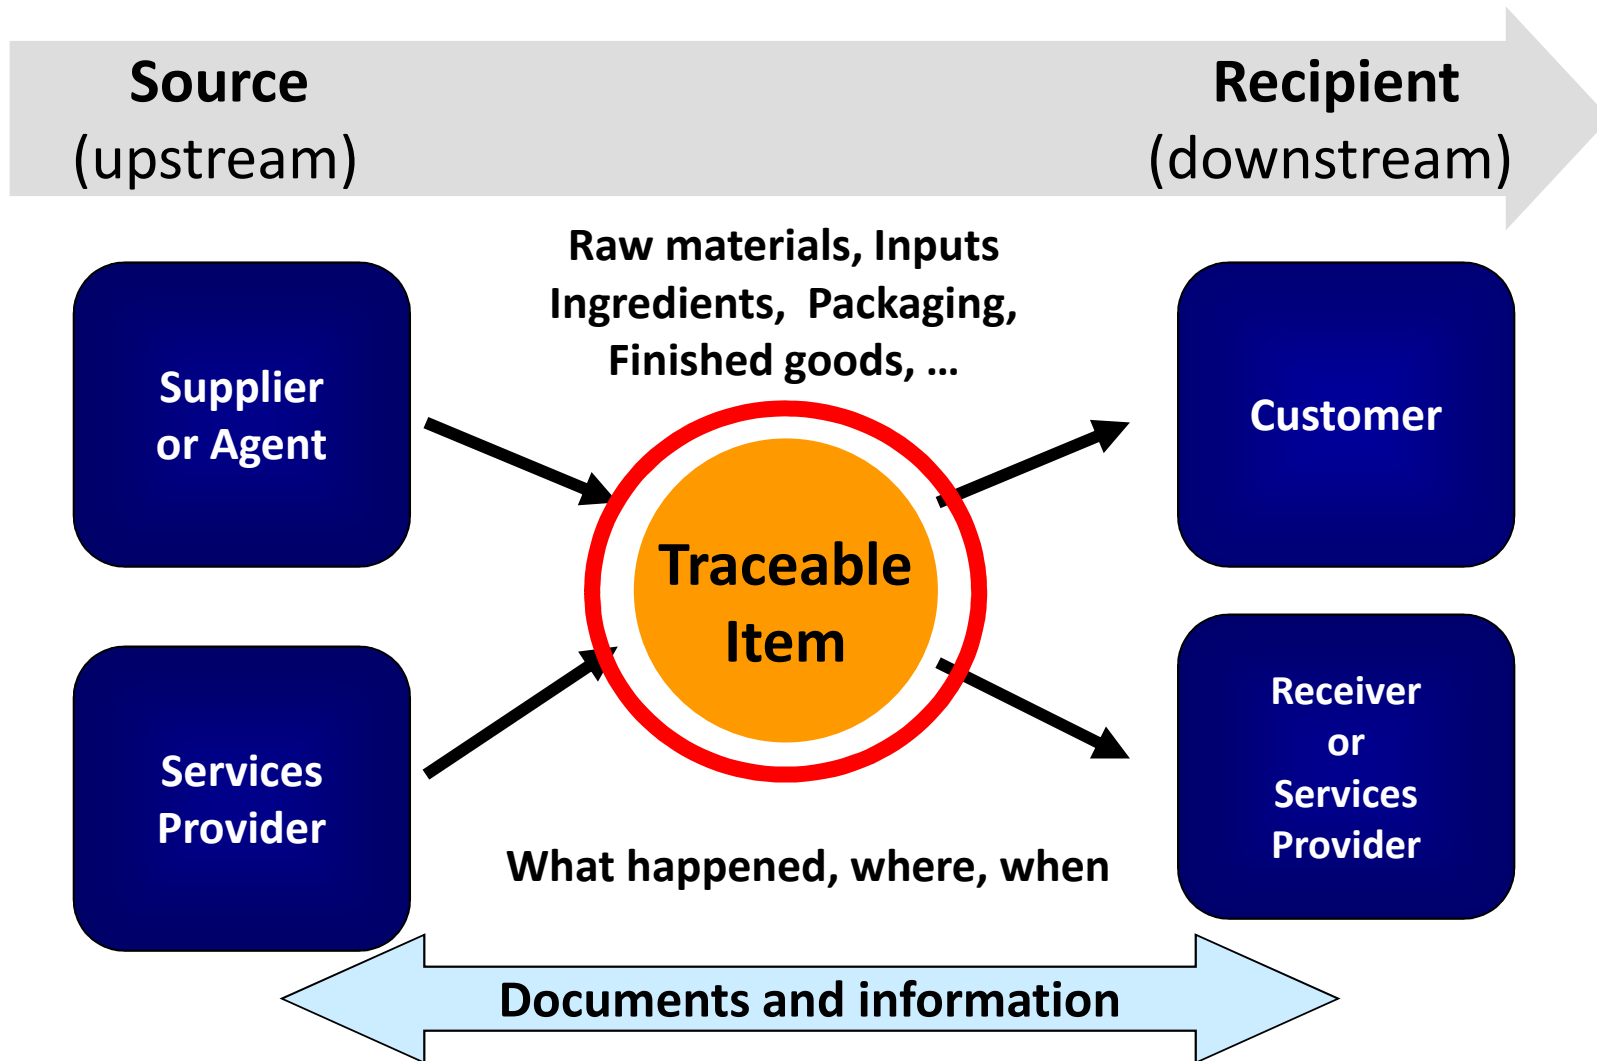 Source
(upstream)
Recipient
(downstream)
Raw materials, Inputs
Ingredients,  Packaging,
Finished goods, ...
Supplier
or Agent
Customer
Traceable
Item
Services
Provider
Receiver
or
Services
Provider
What happened, where, when
Documents and information